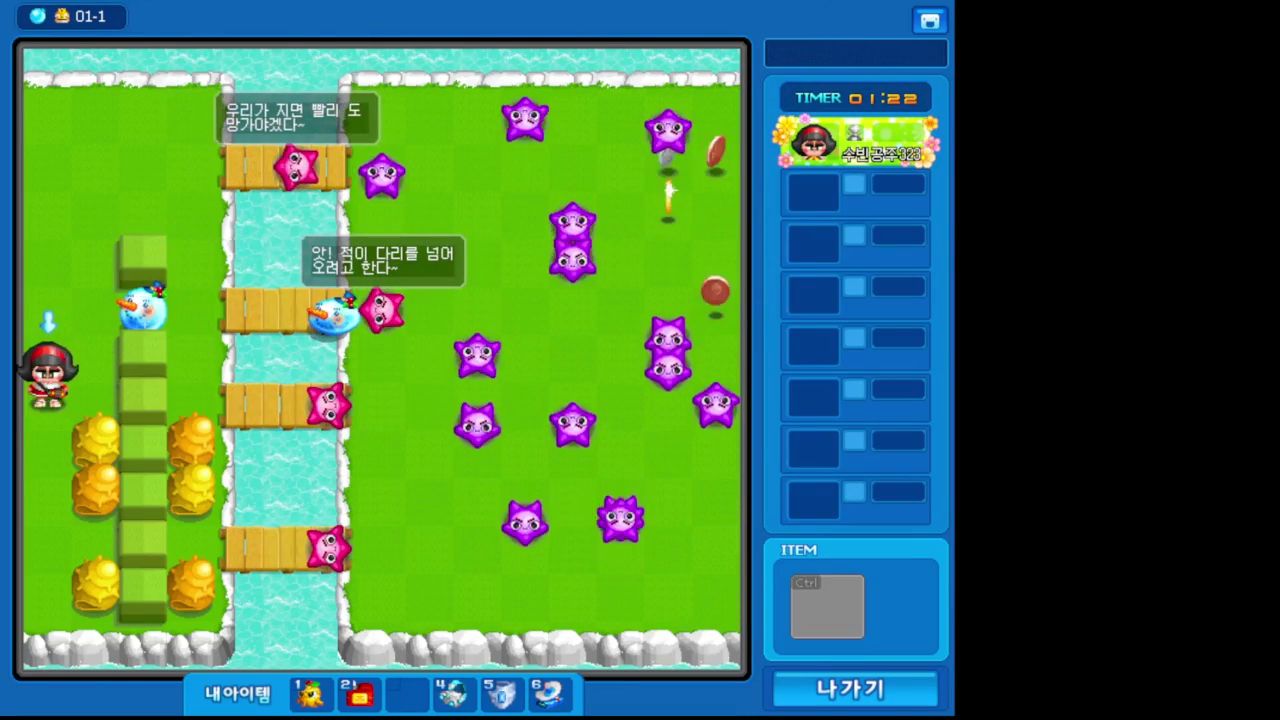 01-1
TIMER 01:22
수빈공주023
우리가 지면 빨리 도
망가야겠다~
앗! 적이 다리를 넘어
오려고 한다~
ITEM
Ctrl
내아이템 1 2 4 5 6
나가기